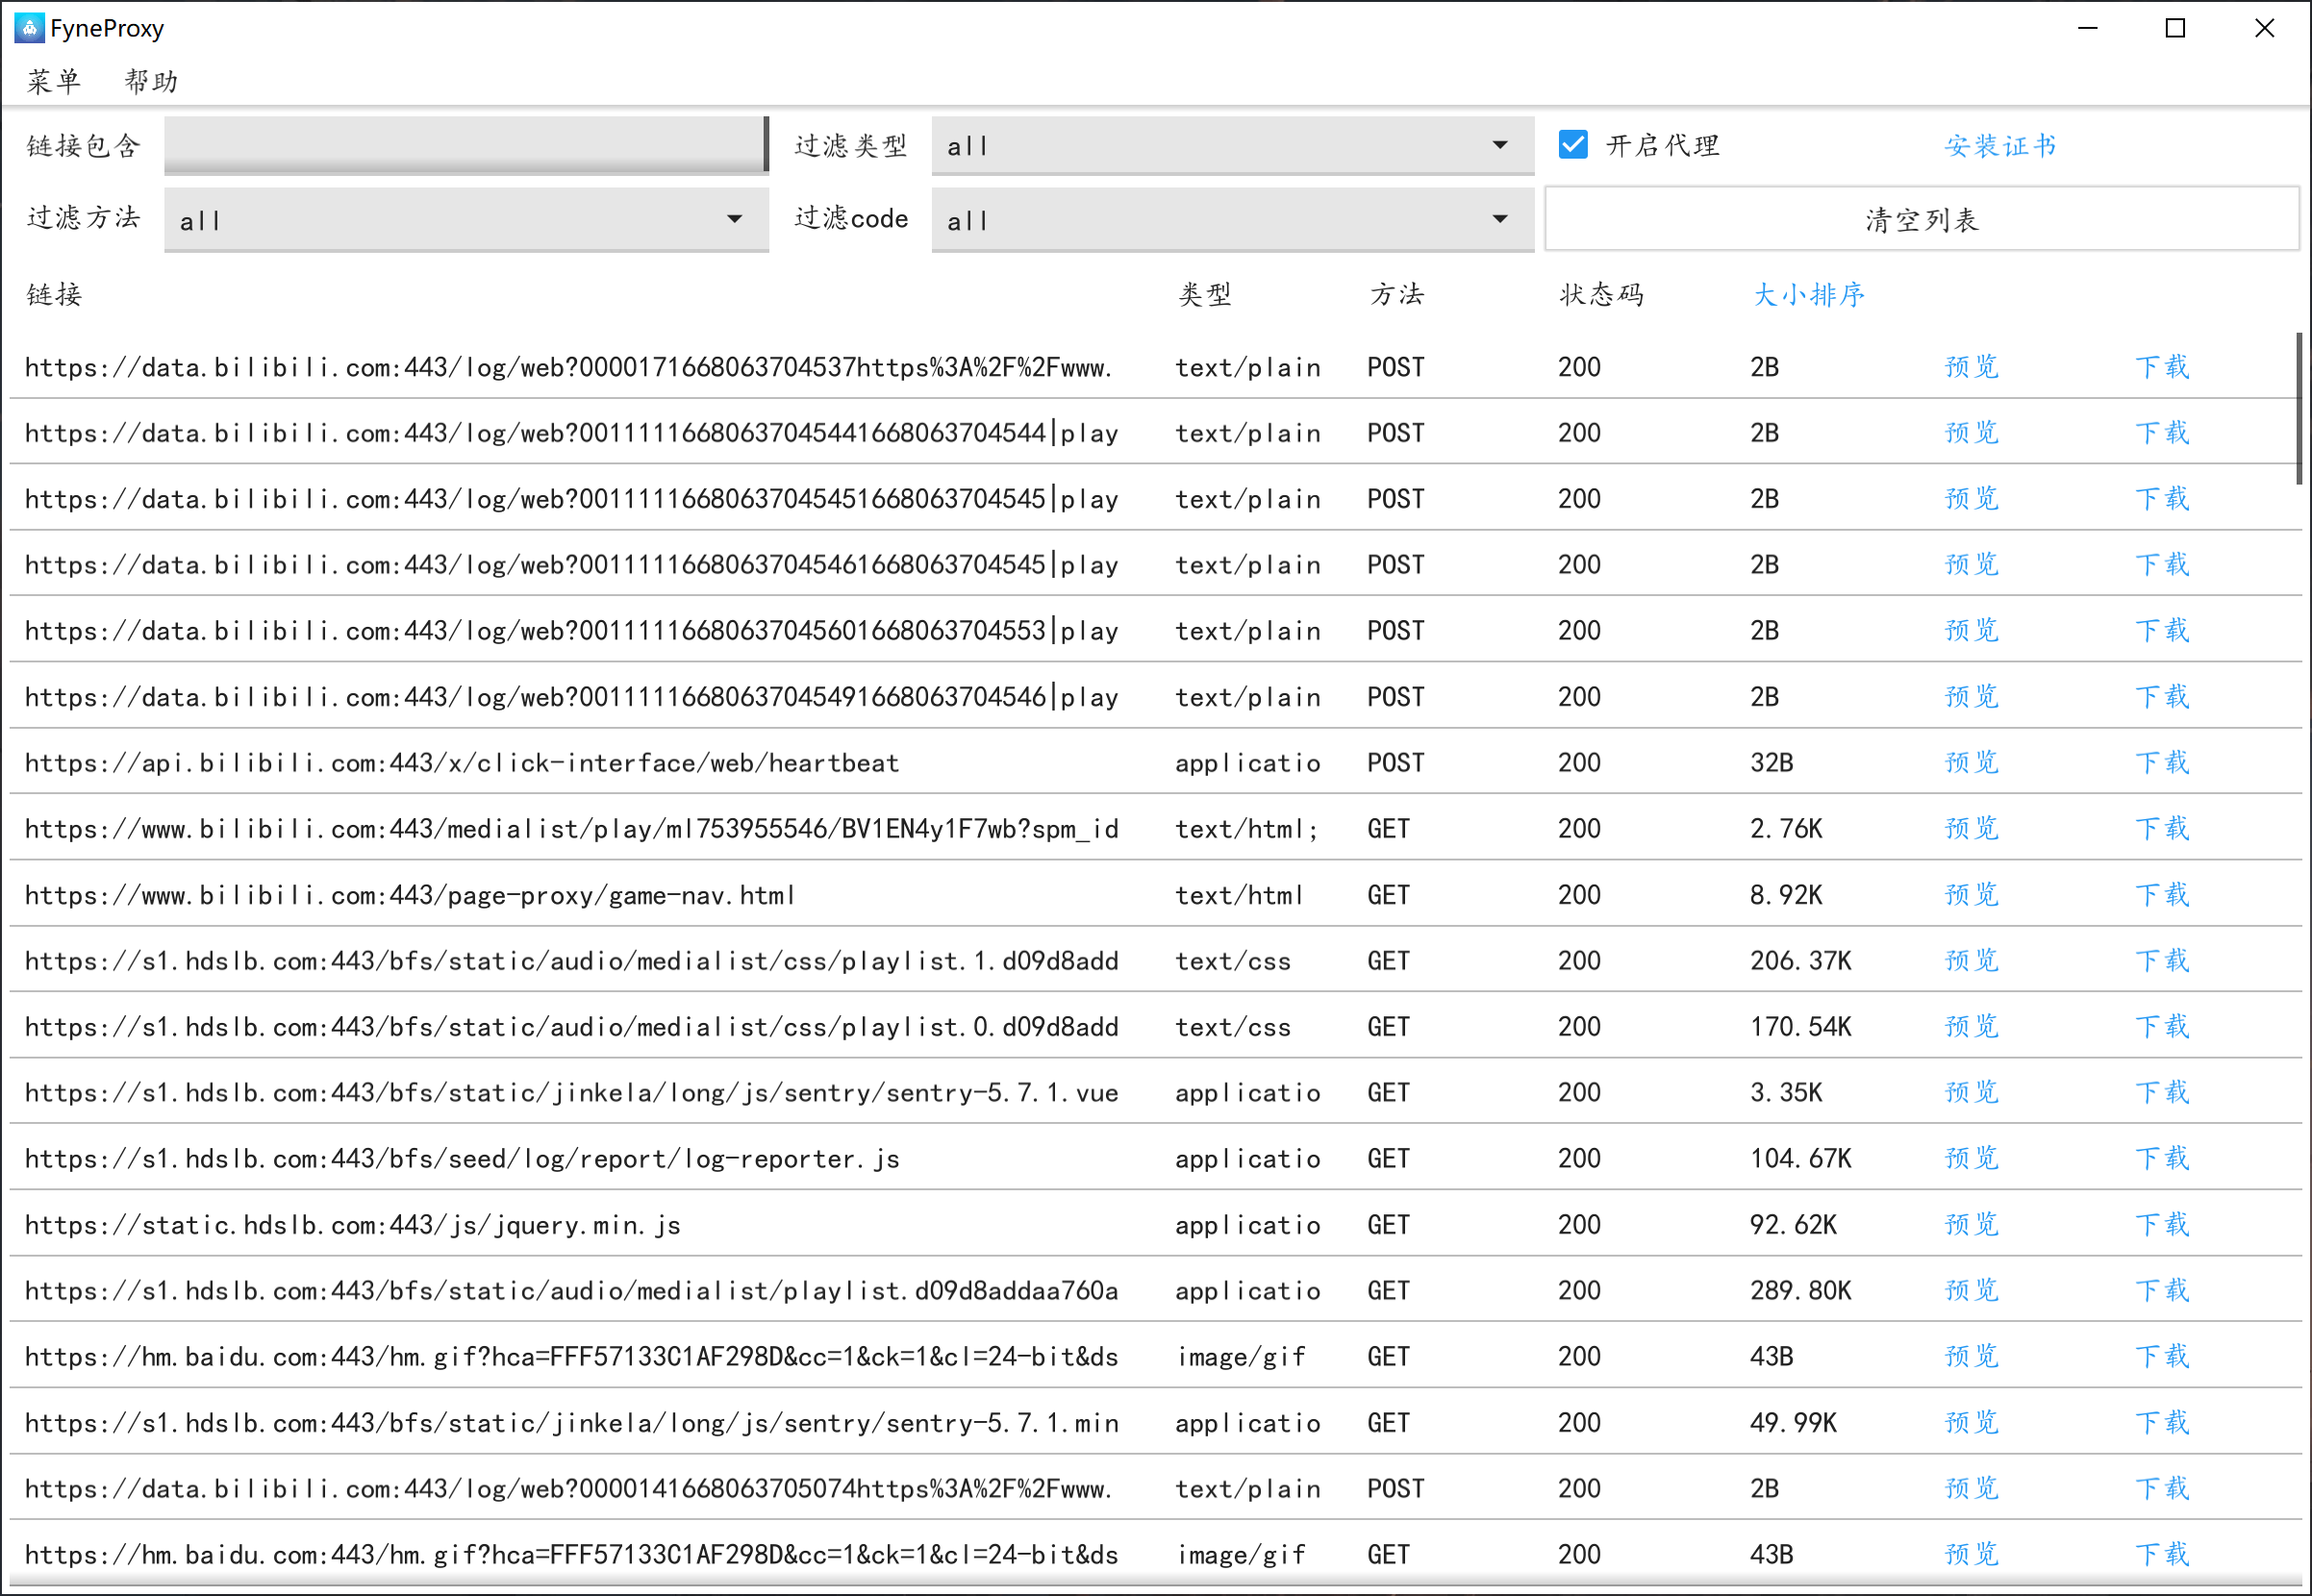 FyneProxy
菜单 帮助
链接包含 过滤类型 all 开启代理 安装证书
过滤方法 all 过滤code all 清空列表
链接 类型 方法 状态码 大小排序
https://data.bilibili.com:443/log/web?0000171668063704537https%3A%2F%2Fwww. text/plain POST 200 2B 预览 下载
https://data.bilibili.com:443/log/web?00111116680637045441668063704544|play text/plain POST 200 2B 预览 下载
https://data.bilibili.com:443/log/web?00111116680637045451668063704545|play text/plain POST 200 2B 预览 下载
https://data.bilibili.com:443/log/web?00111116680637045461668063704545|play text/plain POST 200 2B 预览 下载
https://data.bilibili.com:443/log/web?00111116680637045601668063704553|play text/plain POST 200 2B 预览 下载
https://data.bilibili.com:443/log/web?00111116680637045491668063704546|play text/plain POST 200 2B 预览 下载
https://api.bilibili.com:443/x/click-interface/web/heartbeat applicatio POST 200 32B 预览 下载
https://www.bilibili.com:443/medialist/play/ml753955546/BV1EN4y1F7wb?spm_id text/html; GET 200 2.76K 预览 下载
https://www.bilibili.com:443/page-proxy/game-nav.html text/html GET 200 8.92K 预览 下载
https://s1.hdslb.com:443/bfs/static/audio/medialist/css/playlist.1.d09d8add text/css GET 200 206.37K 预览 下载
https://s1.hdslb.com:443/bfs/static/audio/medialist/css/playlist.0.d09d8add text/css GET 200 170.54K 预览 下载
https://s1.hdslb.com:443/bfs/static/jinkela/long/js/sentry/sentry-5.7.1.vue applicatio GET 200 3.35K 预览 下载
https://s1.hdslb.com:443/bfs/seed/log/report/log-reporter.js applicatio GET 200 104.67K 预览 下载
https://static.hdslb.com:443/js/jquery.min.js applicatio GET 200 92.62K 预览 下载
https://s1.hdslb.com:443/bfs/static/audio/medialist/playlist.d09d8addaa760a applicatio GET 200 289.80K 预览 下载
https://hm.baidu.com:443/hm.gif?hca=FFF57133C1AF298D&cc=1&ck=1&cl=24-bit&ds image/gif GET 200 43B 预览 下载
https://s1.hdslb.com:443/bfs/static/jinkela/long/js/sentry/sentry-5.7.1.min applicatio GET 200 49.99K 预览 下载
https://data.bilibili.com:443/log/web?0000141668063705074https%3A%2F%2Fwww. text/plain POST 200 2B 预览 下载
https://hm.baidu.com:443/hm.gif?hca=FFF57133C1AF298D&cc=1&ck=1&cl=24-bit&ds image/gif GET 200 43B 预览 下载